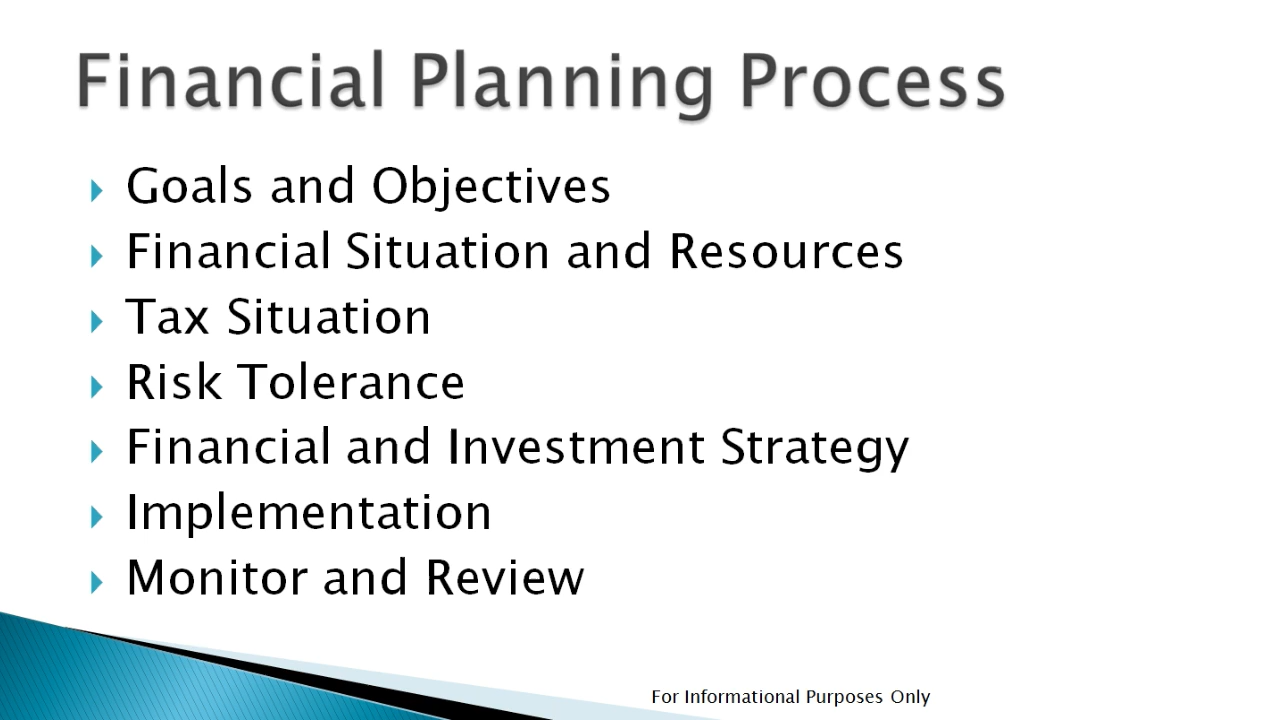 Financial Planning Process
Goals and Objectives
Financial Situation and Resources
Tax Situation
Risk Tolerance
Financial and Investment Strategy
Implementation
Monitor and Review
For Informational Purposes Only